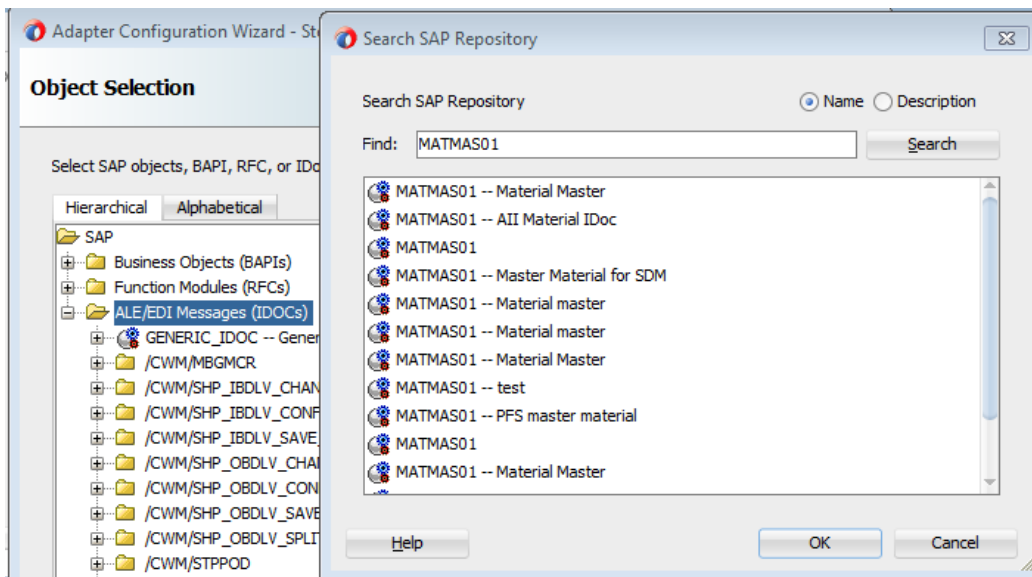 Adapter Configuration Wizard - Ste
Object Selection
Select SAP objects, BAPI, RFC, or IDo
Hierarchical Alphabetical
SAP
Business Objects (BAPIs)
Function Modules (RFCs)
ALE/EDI Messages (IDOCs)
GENERIC_IDOC -- Gener
/CWM/MBGMCR
/CWM/SHP_IBDLV_CHAN
/CWM/SHP_IBDLV_CONF
/CWM/SHP_IBDLV_SAVE_
/CWM/SHP_OBDLV_CHAN
/CWM/SHP_OBDLV_CON
/CWM/SHP_OBDLV_SAVE
/CWM/SHP_OBDLV_SPLIT
/CWM/STPPOD
Search SAP Repository
Search SAP Repository Name Description
Find: MATMAS01 Search
MATMAS01 -- Material Master
MATMAS01 -- AII Material IDoc
MATMAS01
MATMAS01 -- Master Material for SDM
MATMAS01 -- Material master
MATMAS01 -- Material master
MATMAS01 -- Material Master
MATMAS01 -- test
MATMAS01 -- PFS master material
MATMAS01
MATMAS01 -- Material Master
Help OK Cancel